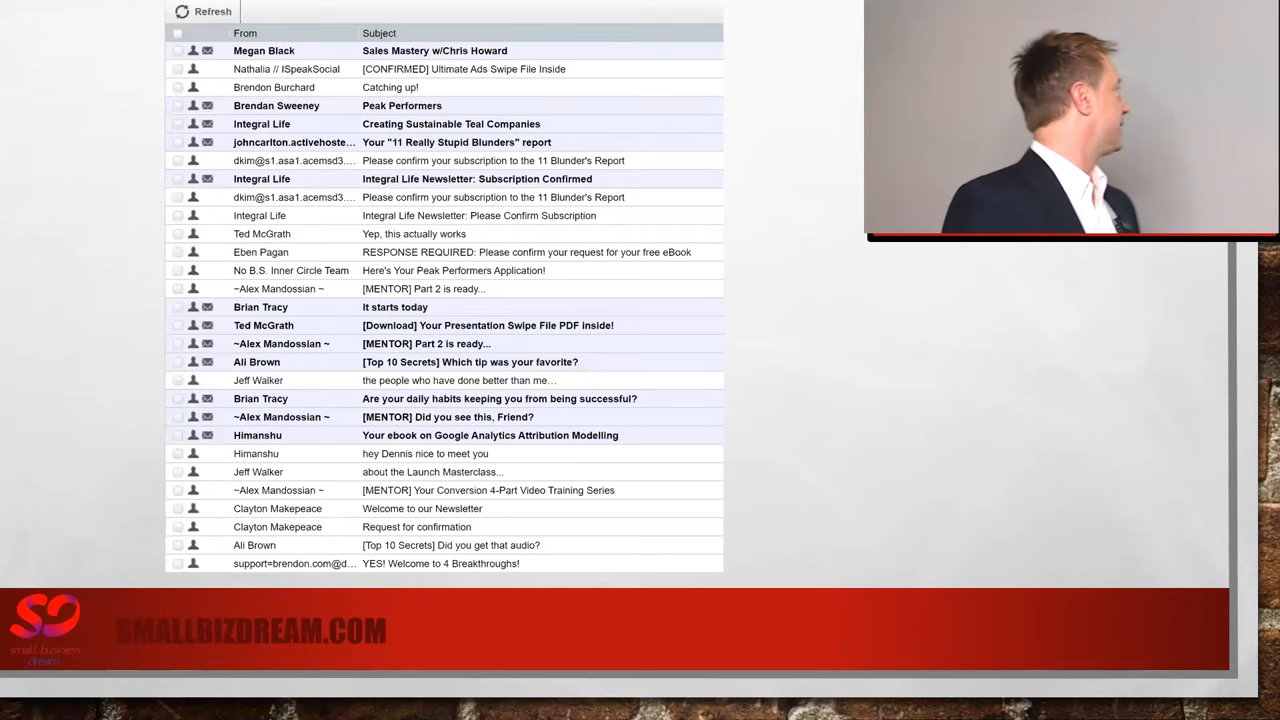 Refresh
From Subject
Megan Black Sales Mastery w/Chris Howard
Nathalia // ISpeakSocial [CONFIRMED] Ultimate Ads Swipe File Inside
Brendon Burchard Catching up!
Brendan Sweeney Peak Performers
Integral Life Creating Sustainable Teal Companies
johncarlton.activehoste... Your "11 Really Stupid Blunders" report
dkim@s1.asa1.acemsd3.... Please confirm your subscription to the 11 Blunder's Report
Integral Life Integral Life Newsletter: Subscription Confirmed
dkim@s1.asa1.acemsd3.... Please confirm your subscription to the 11 Blunder's Report
Integral Life Integral Life Newsletter: Please Confirm Subscription
Ted McGrath Yep, this actually works
Eben Pagan RESPONSE REQUIRED: Please confirm your request for your free eBook
No B.S. Inner Circle Team Here's Your Peak Performers Application!
~Alex Mandossian ~ [MENTOR] Part 2 is ready...
Brian Tracy It starts today
Ted McGrath [Download] Your Presentation Swipe File PDF inside!
~Alex Mandossian ~ [MENTOR] Part 2 is ready...
Ali Brown [Top 10 Secrets] Which tip was your favorite?
Jeff Walker the people who have done better than me...
Brian Tracy Are your daily habits keeping you from being successful?
~Alex Mandossian ~ [MENTOR] Did you see this, Friend?
Himanshu Your ebook on Google Analytics Attribution Modelling
Himanshu hey Dennis nice to meet you
Jeff Walker about the Launch Masterclass...
~Alex Mandossian ~ [MENTOR] Your Conversion 4-Part Video Training Series
Clayton Makepeace Welcome to our Newsletter
Clayton Makepeace Request for confirmation
Ali Brown [Top 10 Secrets] Did you get that audio?
support=brendon.com@d... YES! Welcome to 4 Breakthroughs!
SMALLBIZDREAM.COM
small business
dream